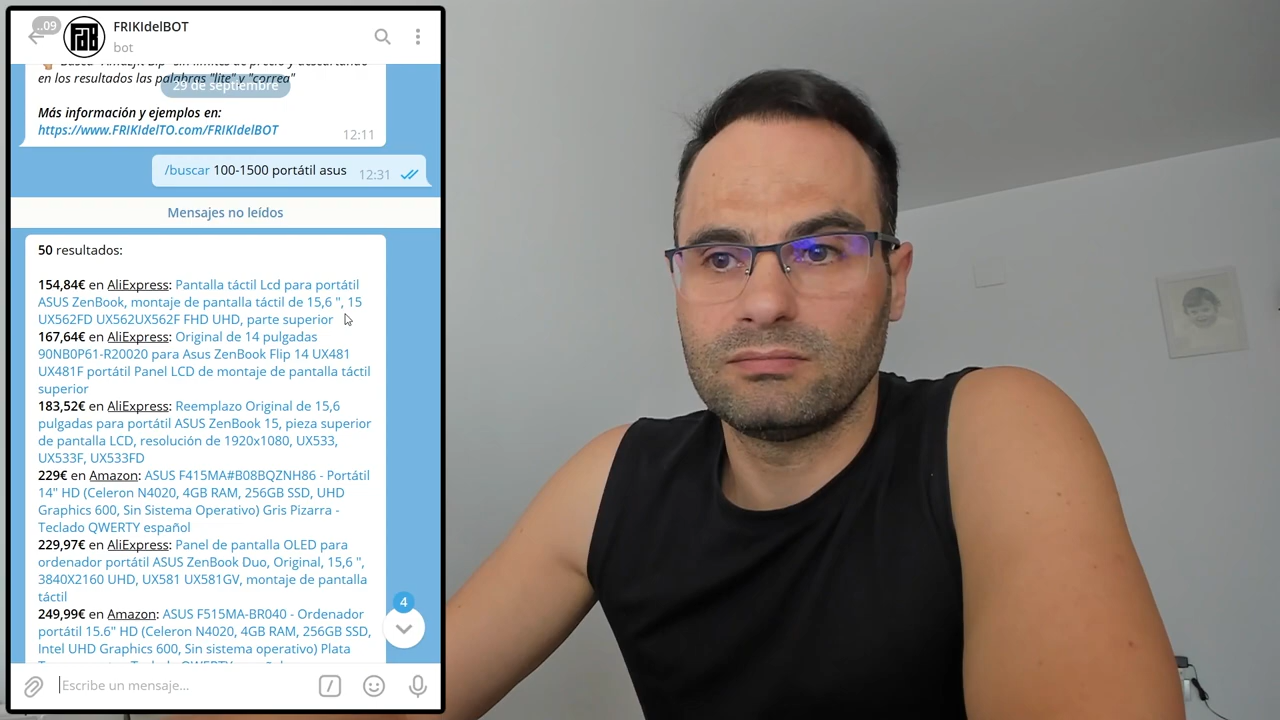 ..09
FRIKIdelBOT
bot
en los resultados las palabras "lite" y "correa"
29 de septiembre
Más información y ejemplos en:
https://www.FRIKIdelTO.com/FRIKIdelBOT
12:11
/buscar 100-1500 portátil asus
12:31
Mensajes no leídos
50 resultados:
154,84€ en AliExpress: Pantalla táctil Lcd para portátil
ASUS ZenBook, montaje de pantalla táctil de 15,6 ", 15
UX562FD UX562UX562F FHD UHD, parte superior
167,64€ en AliExpress: Original de 14 pulgadas
90NB0P61-R20020 para Asus ZenBook Flip 14 UX481
UX481F portátil Panel LCD de montaje de pantalla táctil
superior
183,52€ en AliExpress: Reemplazo Original de 15,6
pulgadas para portátil ASUS ZenBook 15, pieza superior
de pantalla LCD, resolución de 1920x1080, UX533,
UX533F, UX533FD
229€ en Amazon: ASUS F415MA#B08BQZNH86 - Portátil
14" HD (Celeron N4020, 4GB RAM, 256GB SSD, UHD
Graphics 600, Sin Sistema Operativo) Gris Pizarra -
Teclado QWERTY español
229,97€ en AliExpress: Panel de pantalla OLED para
ordenador portátil ASUS ZenBook Duo, Original, 15,6 ",
3840X2160 UHD, UX581 UX581GV, montaje de pantalla
táctil
249,99€ en Amazon: ASUS F515MA-BR040 - Ordenador
portátil 15.6" HD (Celeron N4020, 4GB RAM, 256GB SSD,
Intel UHD Graphics 600, Sin sistema operativo) Plata
4
Escribe un mensaje...